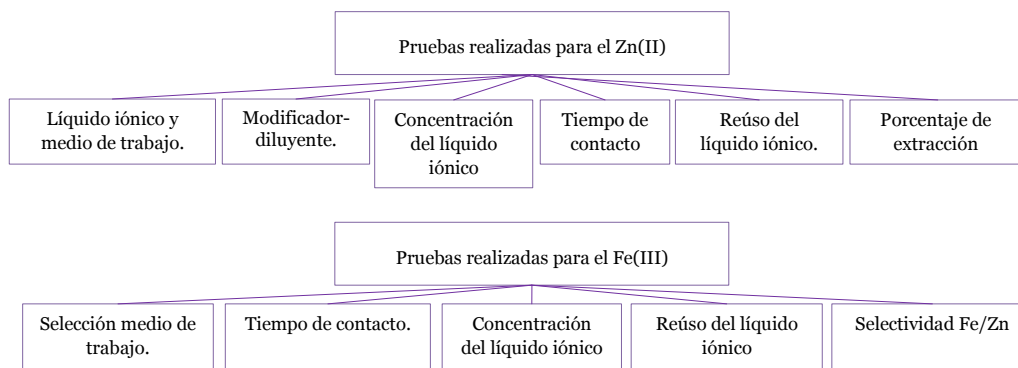 Pruebas realizadas para el Zn(II)
Líquido iónico y
medio de trabajo.
Modificador-
diluyente.
Concentración
del líquido
iónico
Tiempo de
contacto
Reúso del
líquido iónico.
Porcentaje de
extracción
Pruebas realizadas para el Fe(III)
Selección medio de
trabajo.
Tiempo de contacto.
Concentración
del líquido iónico
Reúso del líquido
iónico
Selectividad Fe/Zn